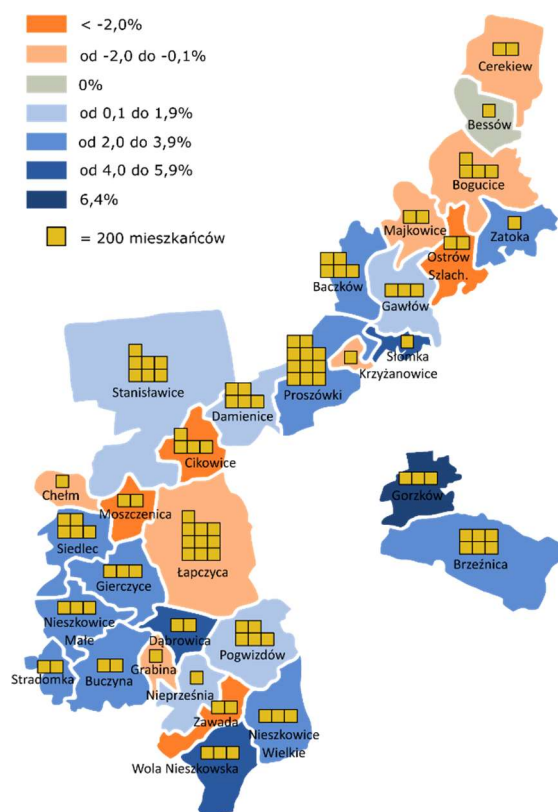 < -2,0%
od -2,0 do -0,1%
0%
od 0,1 do 1,9%
od 2,0 do 3,9%
od 4,0 do 5,9%
6,4%
= 200 mieszkańców
Cerekiew
Bessów
Bogucice
Majkowice
Zatoka
Ostrów
Szlach.
Baczków
Gawłów
Słomka
Krzyżanowice
Proszówki
Stanisławice
Damienice
Cikowice
Chełm
Moszczenica
Gorzków
Siedlec
Łapczyca
Brzeźnica
Gierczyce
Nieszkowice
Małe
Dąbrowica
Pogwizdów
Grabina
Stradomka
Buczyna
Nieprześnia
Zawada
Nieszkowice
Wielkie
Wola Nieszkowska